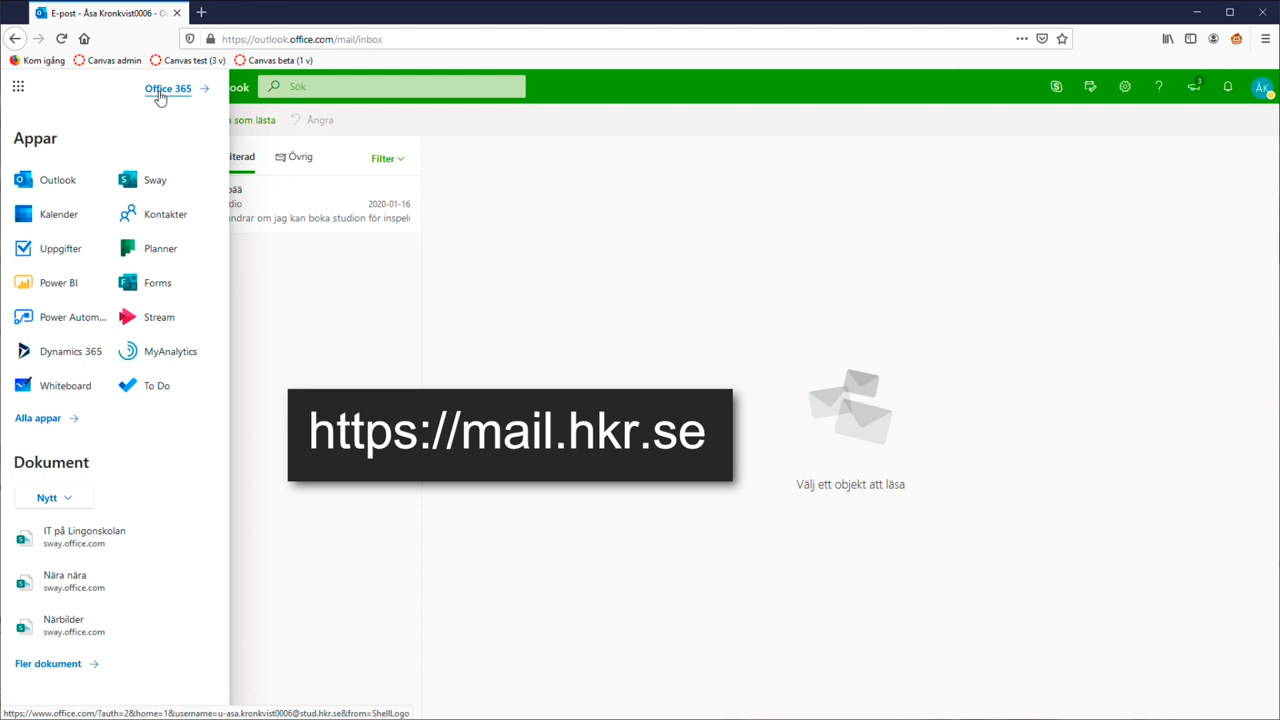 E-post - Åsa Kronkvist0006 - O
https://outlook.office.com/mail/inbox
Kom igång
Canvas admin
Canvas test (3 v)
Canvas beta (1 v)
Office 365
ook
Sök
3
ÅK
som lästa
Ångra
Appar
iterad
Övrig
Filter
Outlook
Sway
bää
dio
2020-01-16
Kalender
Kontakter
ndrar om jag kan boka studion för inspel
Uppgifter
Planner
Power BI
Forms
Power Autom...
Stream
Dynamics 365
MyAnalytics
Whiteboard
To Do
Alla appar
https://mail.hkr.se
Dokument
Välj ett objekt att läsa
Nytt
IT på Lingonskolan
sway.office.com
Nära nära
sway.office.com
Närbilder
sway.office.com
Fler dokument
https://www.office.com/?auth=2&home=1&username=u-asa.kronkvist0006@stud.hkr.se&from=ShellLogo